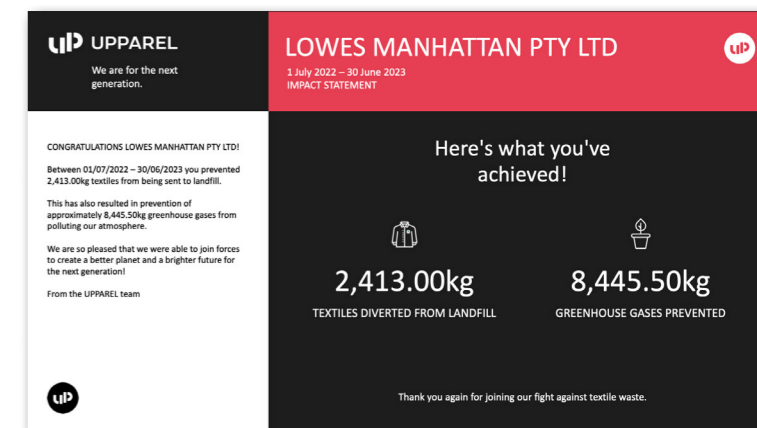 UPPAREL
We are for the next
generation.
LOWES MANHATTAN PTY LTD
1 July 2022 – 30 June 2023
IMPACT STATEMENT
up
CONGRATULATIONS LOWES MANHATTAN PTY LTD!
Between 01/07/2022 – 30/06/2023 you prevented
2,413.00kg textiles from being sent to landfill.
This has also resulted in prevention of
approximately 8,445.50kg greenhouse gases from
polluting our atmosphere.
We are so pleased that we were able to join forces
to create a better planet and a brighter future for
the next generation!
From the UPPAREL team
up
Here's what you've
achieved!
2,413.00kg
TEXTILES DIVERTED FROM LANDFILL
8,445.50kg
GREENHOUSE GASES PREVENTED
Thank you again for joining our fight against textile waste.